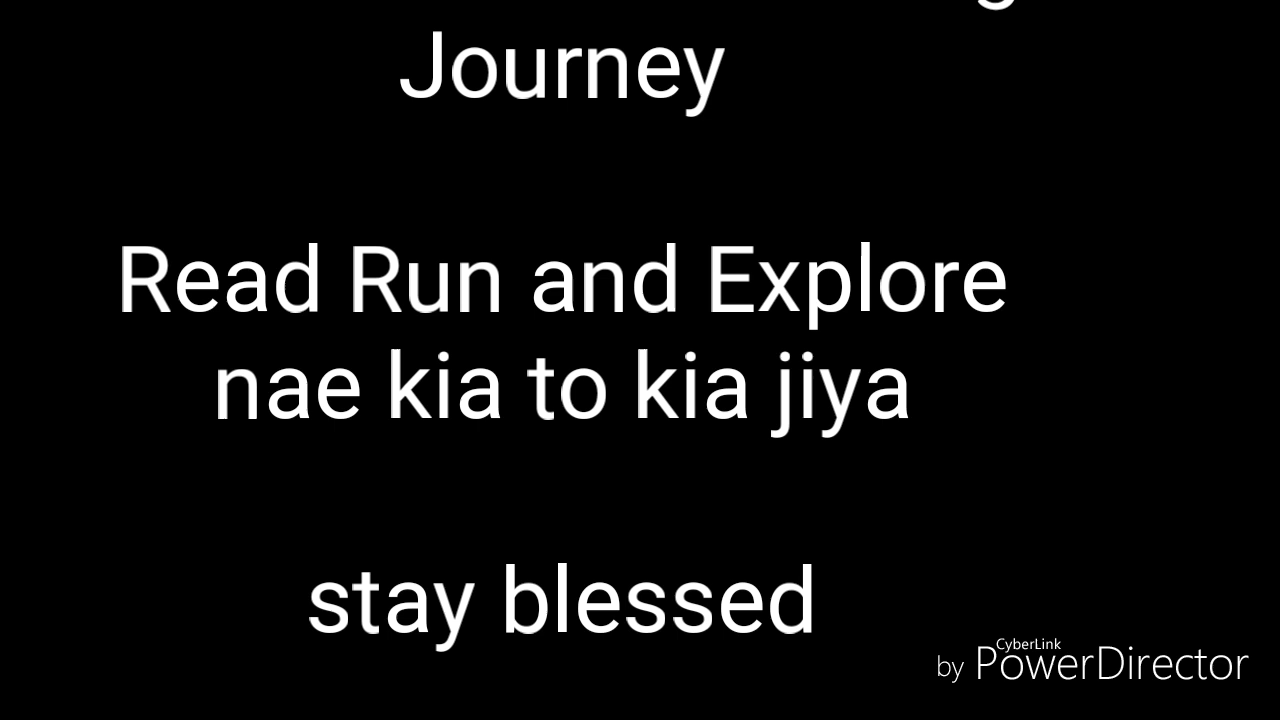 Journey
Read Run and Explore
nae kia to kia jiya
stay blessed
by CyberLink PowerDirector